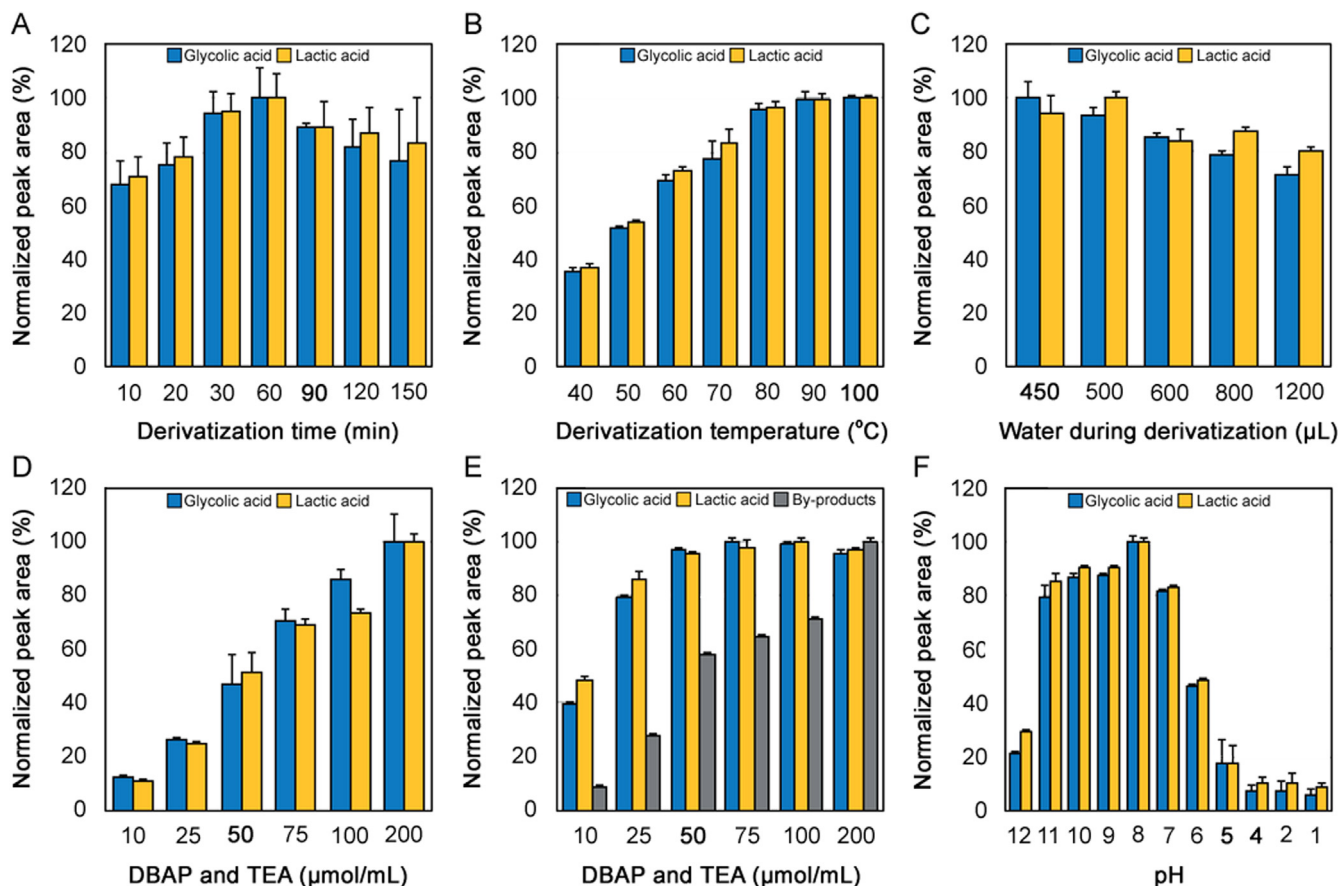 A
Normalized peak area (%)
120
100
80
60
40
20
0
Glycolic acid Lactic acid
10 20 30 60 90 120 150
Derivatization time (min)
B
Normalized peak area (%)
120
100
80
60
40
20
0
Glycolic acid Lactic acid
40 50 60 70 80 90 100
Derivatization temperature (°C)
C
Normalized peak area (%)
120
100
80
60
40
20
0
Glycolic acid Lactic acid
450 500 600 800 1200
Water during derivatization (µL)
D
Normalized peak area (%)
120
100
80
60
40
20
0
Glycolic acid Lactic acid
10 25 50 75 100 200
DBAP and TEA (µmol/mL)
E
Normalized peak area (%)
120
100
80
60
40
20
0
Glycolic acid Lactic acid By-products
10 25 50 75 100 200
DBAP and TEA (µmol/mL)
F
Normalized peak area (%)
120
100
80
60
40
20
0
Glycolic acid Lactic acid
12 11 10 9 8 7 6 5 4 2 1
pH